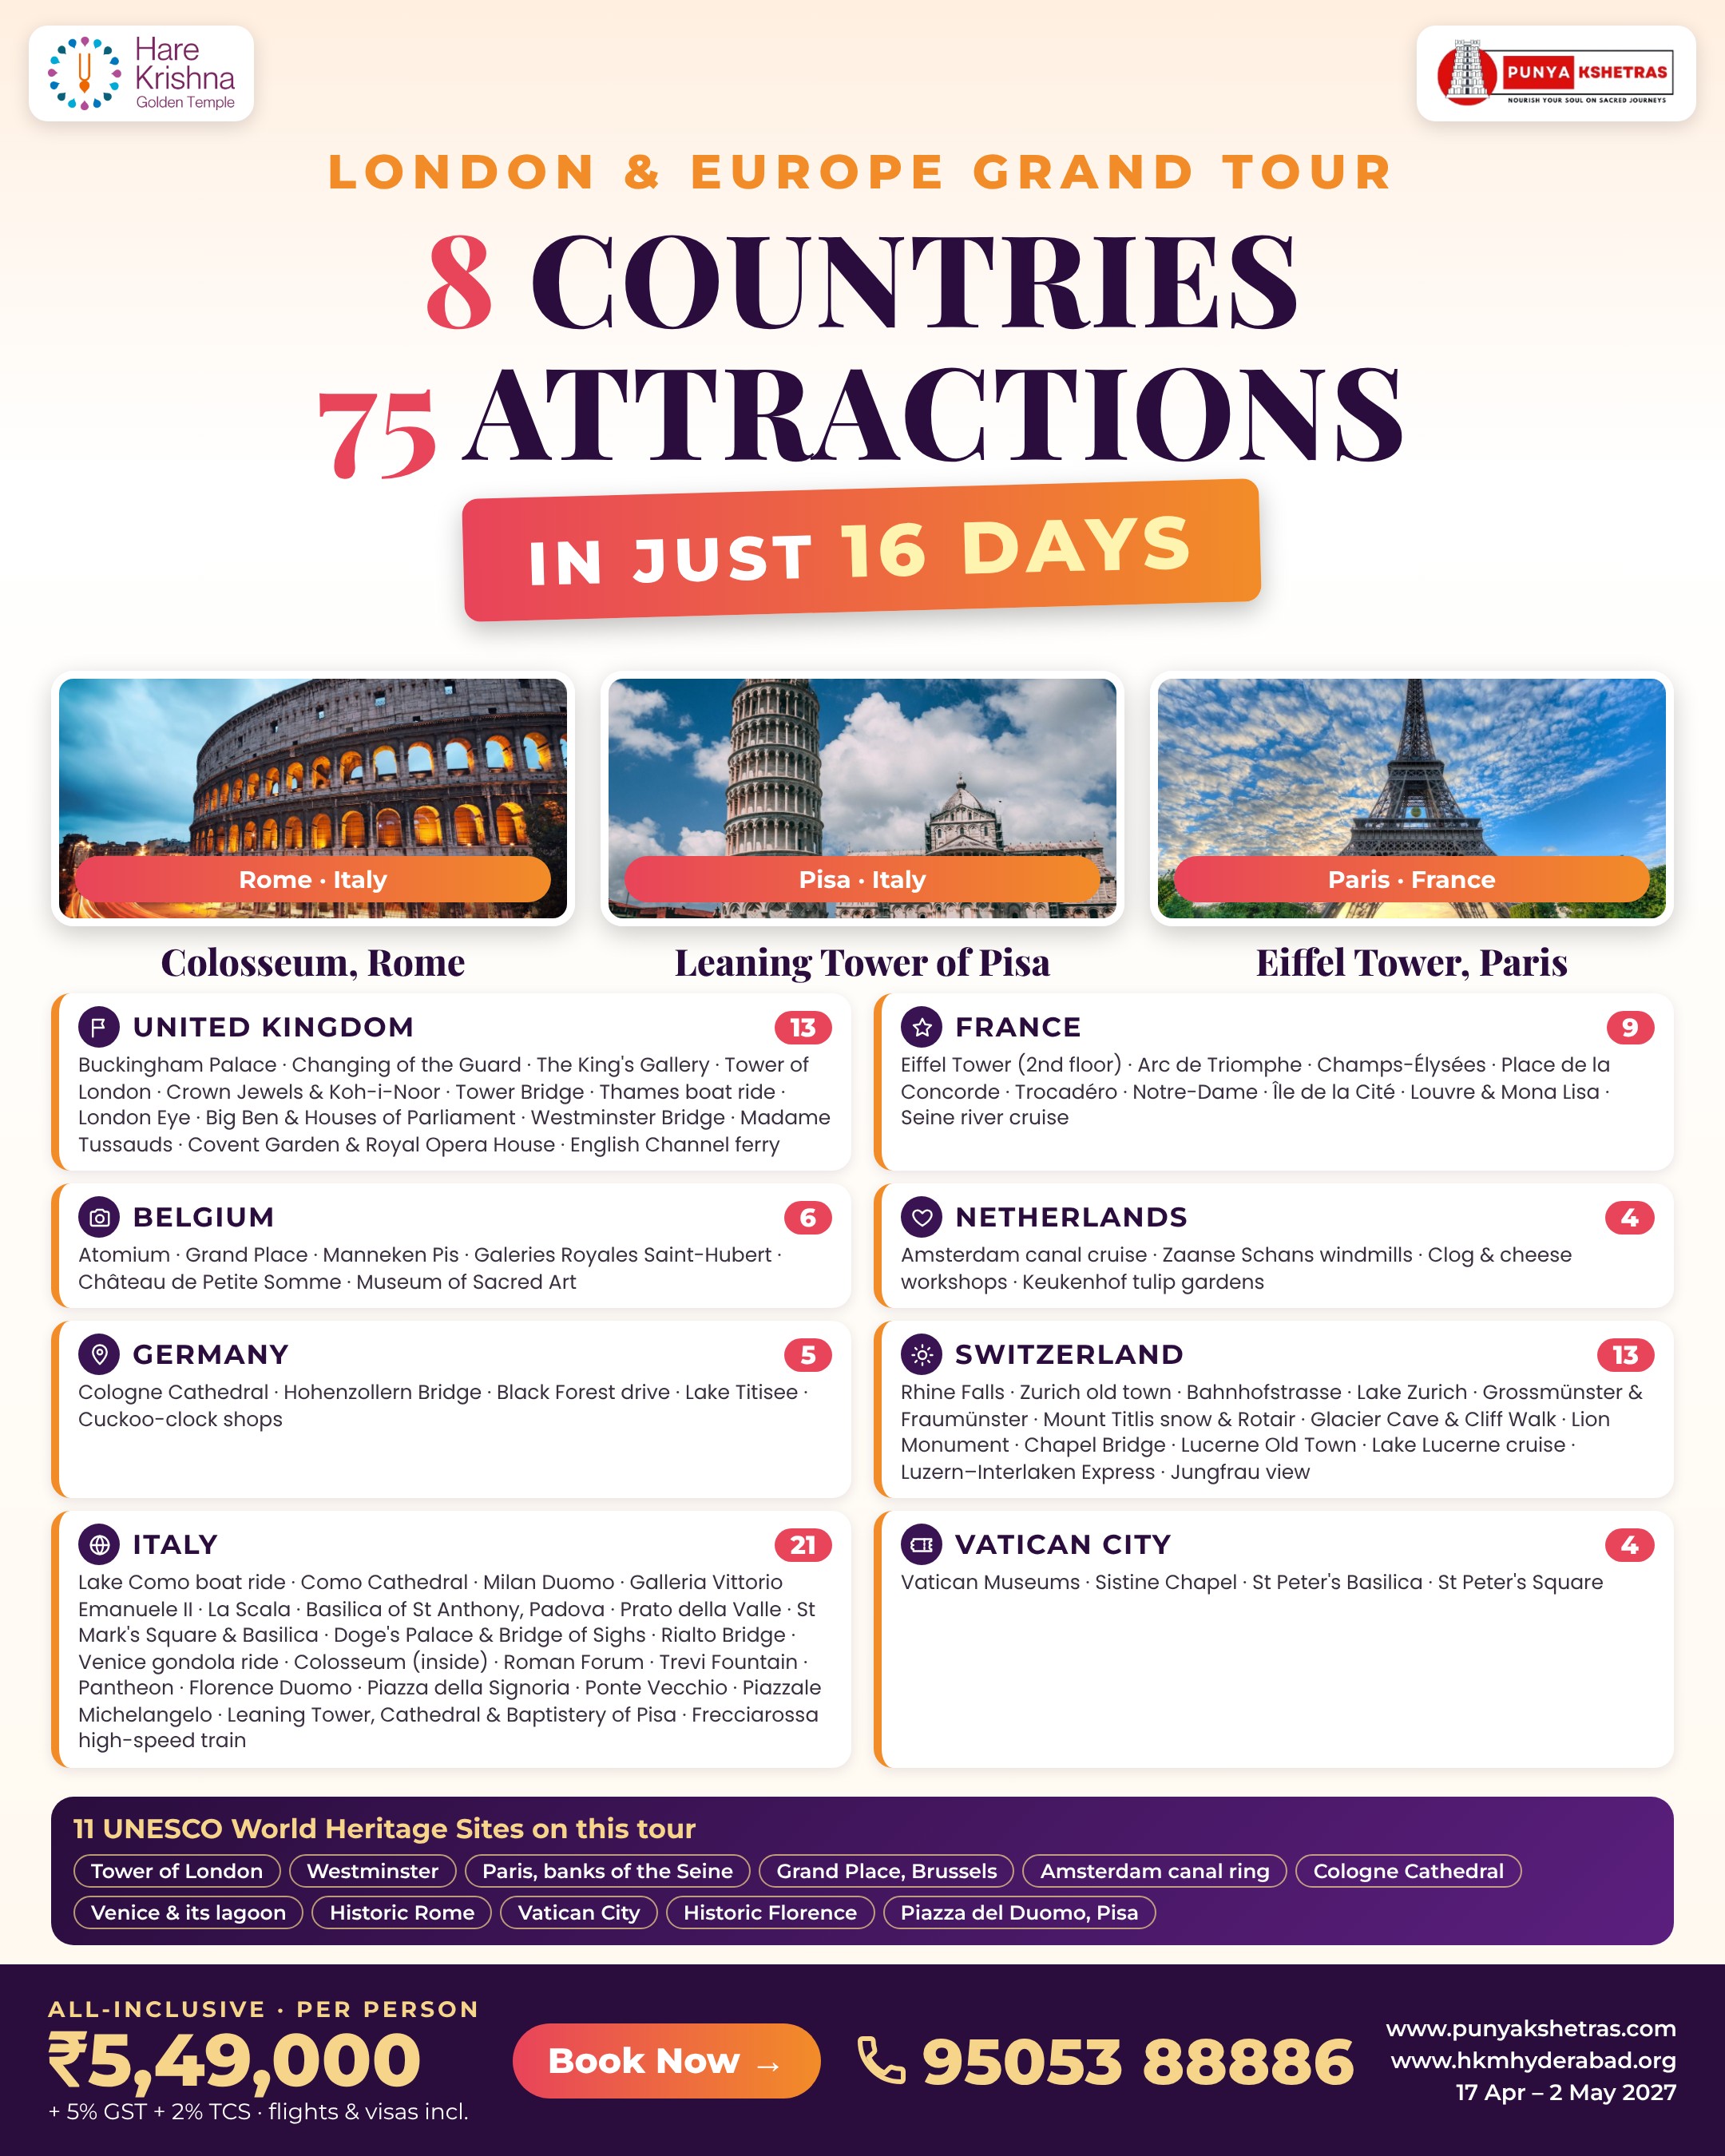 Hare
Krishna
Golden Temple
PUNYA KSHETRAS
NOURISH YOUR SOUL ON SACRED JOURNEYS
LONDON & EUROPE GRAND TOUR
8 COUNTRIES
75 ATTRACTIONS
IN JUST 16 DAYS
Rome · Italy
Pisa · Italy
Paris · France
Colosseum, Rome
Leaning Tower of Pisa
Eiffel Tower, Paris
UNITED KINGDOM 13
Buckingham Palace · Changing of the Guard · The King's Gallery · Tower of
London · Crown Jewels & Koh-i-Noor · Tower Bridge · Thames boat ride ·
London Eye · Big Ben & Houses of Parliament · Westminster Bridge · Madame
Tussauds · Covent Garden & Royal Opera House · English Channel ferry
FRANCE 9
Eiffel Tower (2nd floor) · Arc de Triomphe · Champs-Élysées · Place de la
Concorde · Trocadéro · Notre-Dame · Île de la Cité · Louvre & Mona Lisa ·
Seine river cruise
BELGIUM 6
Atomium · Grand Place · Manneken Pis · Galeries Royales Saint-Hubert ·
Château de Petite Somme · Museum of Sacred Art
NETHERLANDS 4
Amsterdam canal cruise · Zaanse Schans windmills · Clog & cheese
workshops · Keukenhof tulip gardens
GERMANY 5
Cologne Cathedral · Hohenzollern Bridge · Black Forest drive · Lake Titisee ·
Cuckoo-clock shops
SWITZERLAND 13
Rhine Falls · Zurich old town · Bahnhofstrasse · Lake Zurich · Grossmünster &
Fraumünster · Mount Titlis snow & Rotair · Glacier Cave & Cliff Walk · Lion
Monument · Chapel Bridge · Lucerne Old Town · Lake Lucerne cruise ·
Luzern–Interlaken Express · Jungfrau view
ITALY 21
Lake Como boat ride · Como Cathedral · Milan Duomo · Galleria Vittorio
Emanuele II · La Scala · Basilica of St Anthony, Padova · Prato della Valle · St
Mark's Square & Basilica · Doge's Palace & Bridge of Sighs · Rialto Bridge ·
Venice gondola ride · Colosseum (inside) · Roman Forum · Trevi Fountain ·
Pantheon · Florence Duomo · Piazza della Signoria · Ponte Vecchio · Piazzale
Michelangelo · Leaning Tower, Cathedral & Baptistery of Pisa · Frecciarossa
high-speed train
VATICAN CITY 4
Vatican Museums · Sistine Chapel · St Peter's Basilica · St Peter's Square
11 UNESCO World Heritage Sites on this tour
Tower of London Westminster Paris, banks of the Seine Grand Place, Brussels Amsterdam canal ring Cologne Cathedral
Venice & its lagoon Historic Rome Vatican City Historic Florence Piazza del Duomo, Pisa
ALL-INCLUSIVE · PER PERSON
₹5,49,000
+ 5% GST + 2% TCS · flights & visas incl.
Book Now →
95053 88886
www.punyakshetras.com
www.hkmhyderabad.org
17 Apr – 2 May 2027